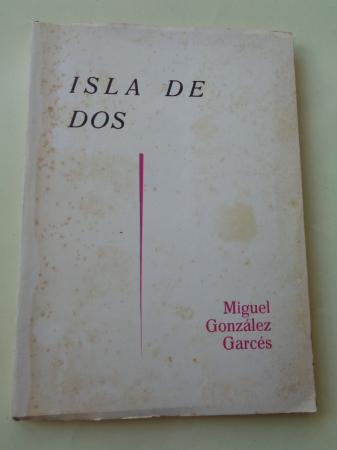 ISLA DE
DOS
Miguel
González
Garcés